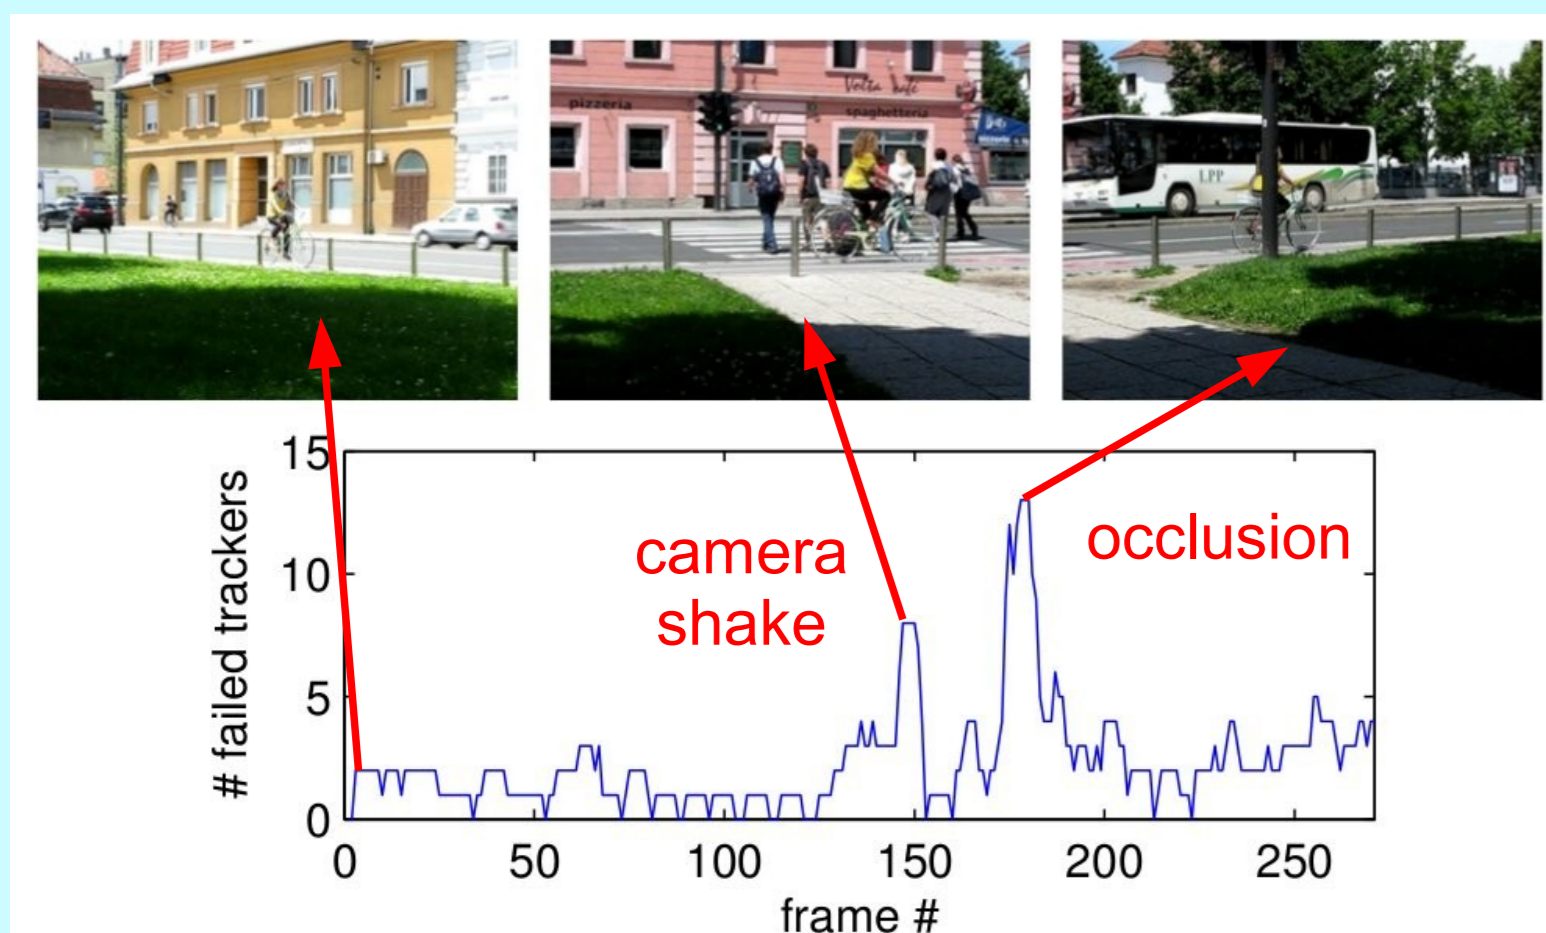 pizzeria
Volta
spaghetteria
LPP
15
10
5
0
# failed trackers
camera
shake
occlusion
0 50 100 150 200 250
frame #